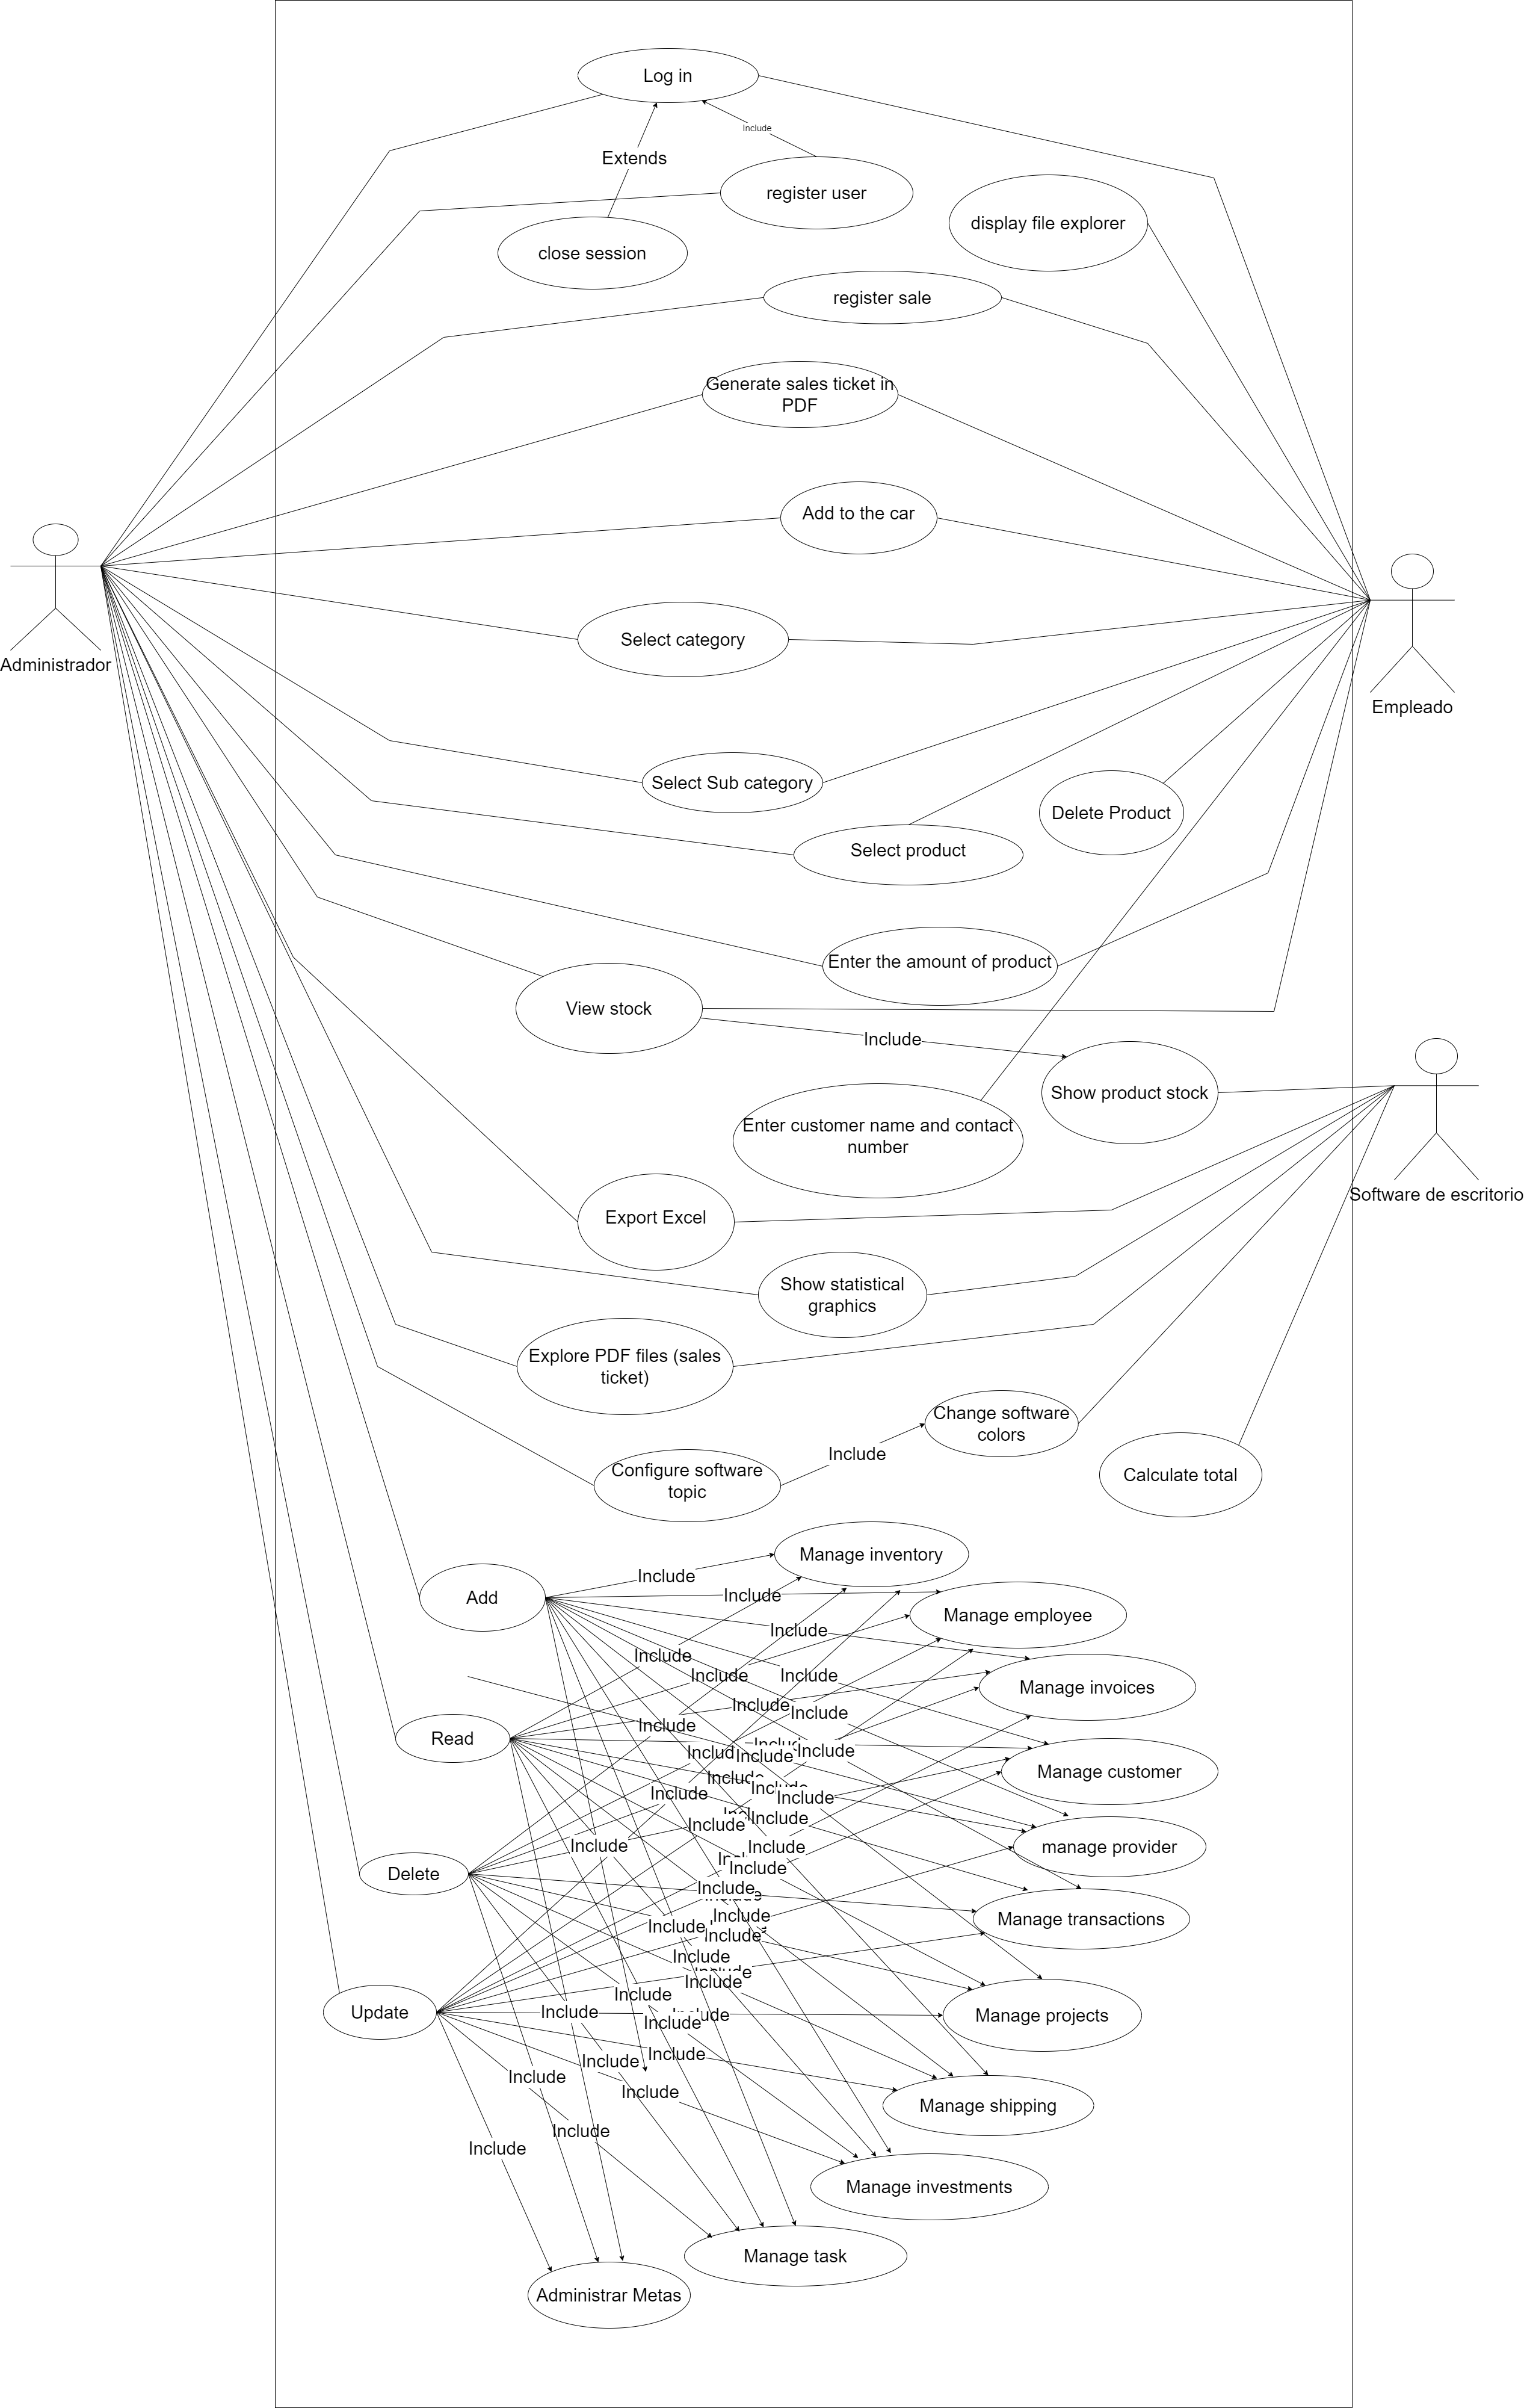 Log in
Include
Extends
register user
display file explorer
close session
register sale
Generate sales ticket in
PDF
Add to the car
Select category
Administrador
Empleado
Select Sub category
Delete Product
Select product
Enter the amount of product
View stock
Include
Show product stock
Enter customer name and contact
number
Software de escritorio
Export Excel
Show statistical
graphics
Explore PDF files (sales
ticket)
Change software
colors
Include
Configure software
topic
Calculate total
Manage inventory
Include
Add
Include
Manage employee
Include
Include
Include
Include
Manage invoices
Include
Include
Include
Read
Include
Include
Include
Manage customer
Include
Include
Include
Include
Include
manage provider
Include
Include
Include
Delete
Include
Manage transactions
Include
Include
Include
Include
Include
Include
Include
Update
Include
Manage projects
Include
Include
Include
Include
Include
Include
Manage shipping
Include
Include
Manage investments
Manage task
Administrar Metas